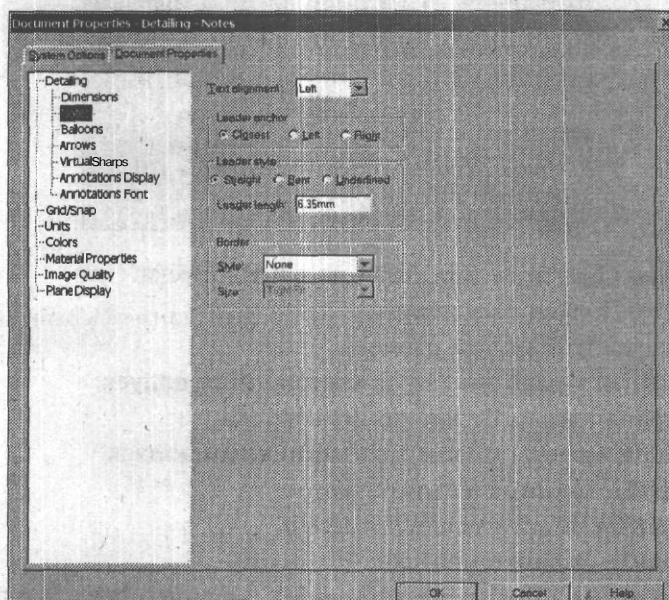 Document Properties - Detailing - Notes
System Options Document Properties
Detailing
Dimensions
Balloons
Arrows
VirtualSharps
Annotations Display
Annotations Font
Grid/Snap
Units
Colors
Material Properties
Image Quality
Plane Display
Text alignment: Left
Leader anchor
Closest Left Right
Leader style
Straight Bent Underlined
Leader length: 6.35mm
Border
Style: None
Size: Tight Fit
OK Cancel Help